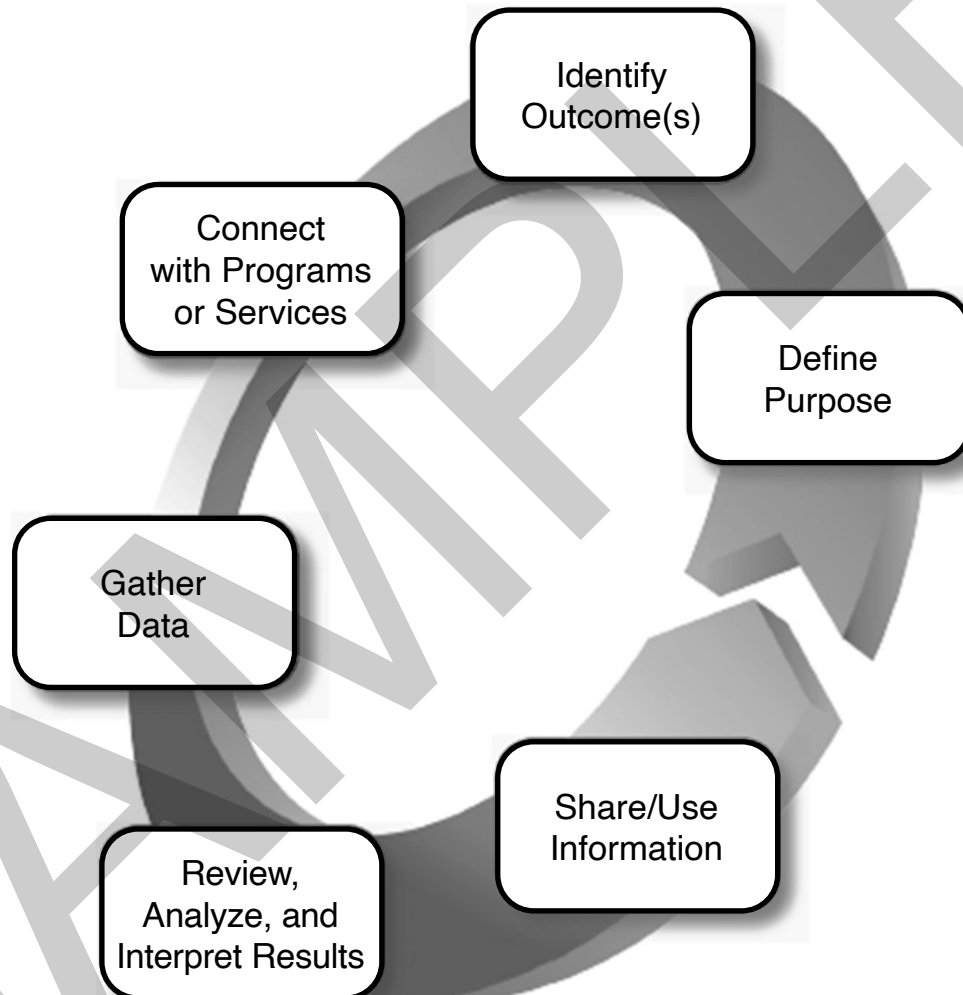 Identify
Outcome(s)
Connect
with Programs
or Services
Define
Purpose
Gather
Data
Share/Use
Information
Review,
Analyze, and
Interpret Results
SAMPLE